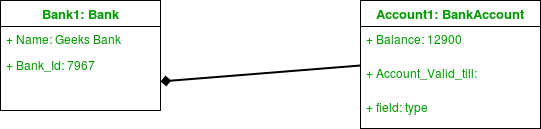 Bank1: Bank
+ Name: Geeks Bank
+ Bank_Id: 7967
Account1: BankAccount
+ Balance: 12900
+ Account_Valid_till:
+ field: type